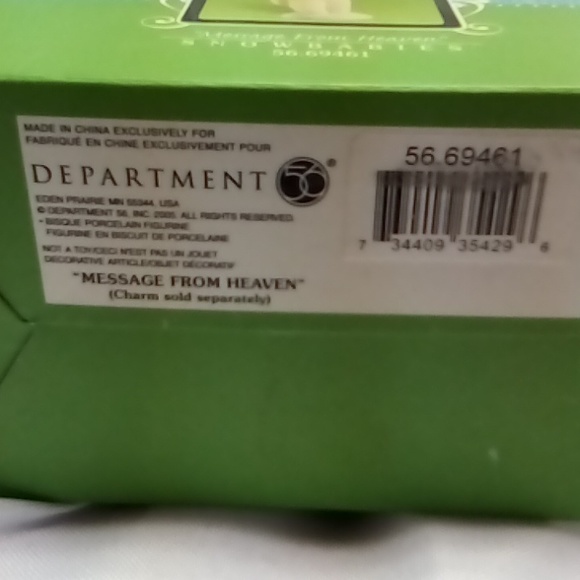 "Message From Heaven"
SNOWBABIES
56.69461
MADE IN CHINA EXCLUSIVELY FOR
FABRIQUÉ EN CHINE EXCLUSIVEMENT POUR
DEPARTMENT 56®
EDEN PRAIRIE MN 55344, USA
© DEPARTMENT 56, INC. 2005. ALL RIGHTS RESERVED.
• BISQUE PORCELAIN FIGURINE
FIGURINE EN BISCUIT DE PORCELAINE
NOT A TOY/CECI N'EST PAS UN JOUET
DECORATIVE ARTICLE/OBJET DÉCORATIF
"MESSAGE FROM HEAVEN"
(Charm sold separately)
56.69461
7 34409 35429 6